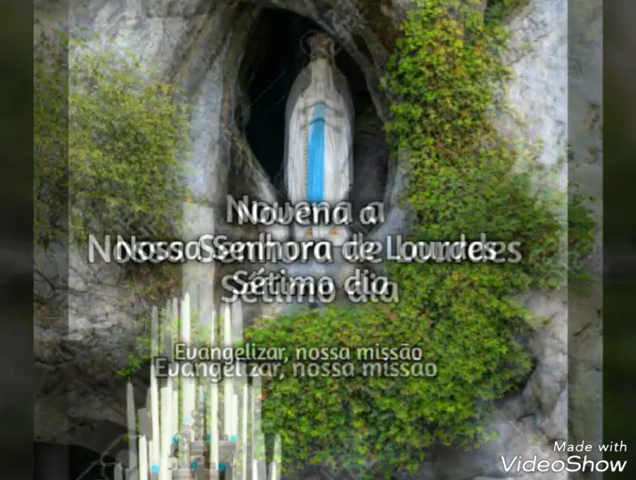 Novena a
Nossa Senhora de Lourdes
Sétimo dia
Evangelizar, nossa missão
Made with
VideoShow